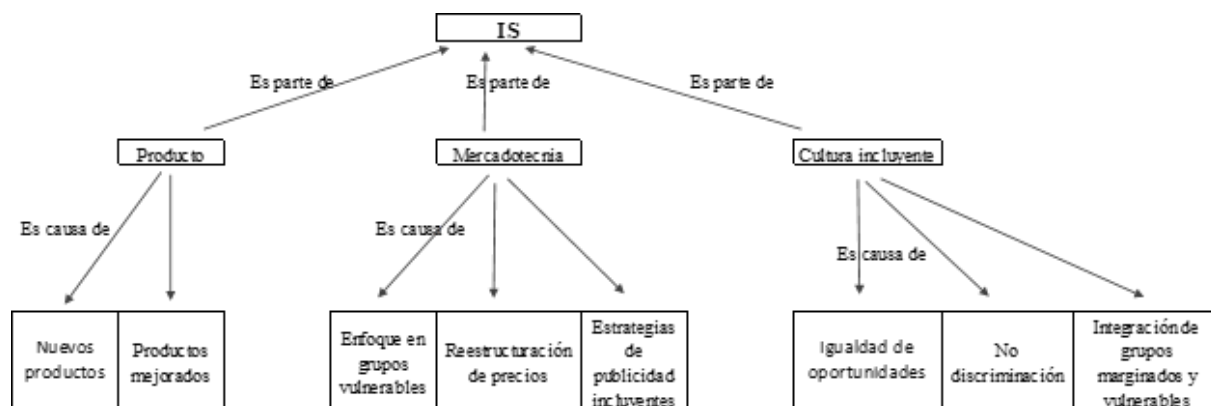 IS
Es parte de
Es parte de
Es parte de
Producto
Mercadotecnia
Cultura incluyente
Es causa de
Es causa de
Es causa de
Nuevos
productos
Productos
mejorados
Enfoque en
grupos
vulnerables
Reestructuración
de precios
Estrategias
de
publicidad
incluyentes
Igualdad de
oportunidades
No
discriminación
Integración de
grupos
marginados y
vulnerables